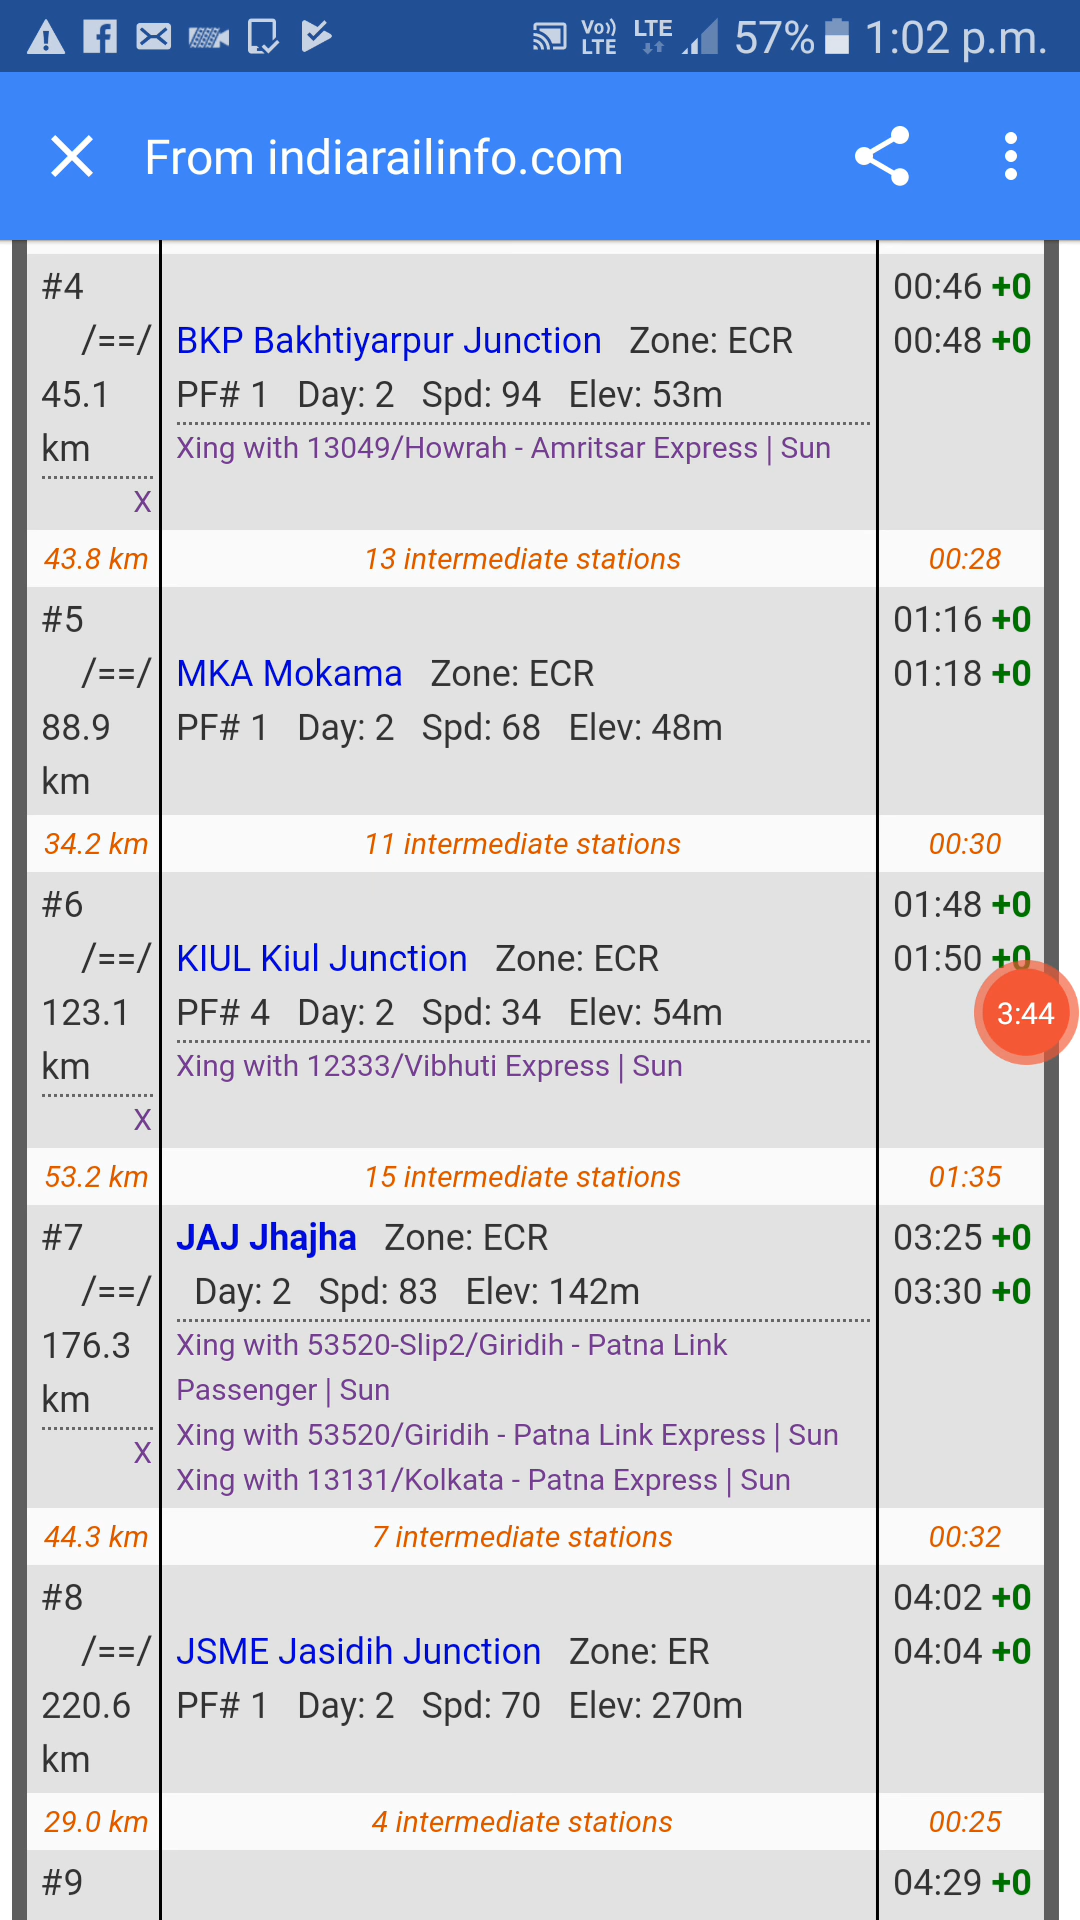 Vo)) LTE LTE 57% 1:02 p.m.
From indiarailinfo.com
#4 00:46 +0
/==/ BKP Bakhtiyarpur Junction Zone: ECR 00:48 +0
45.1 PF# 1 Day: 2 Spd: 94 Elev: 53m
km Xing with 13049/Howrah - Amritsar Express | Sun
X
43.8 km 13 intermediate stations 00:28
#5 01:16 +0
/==/ MKA Mokama Zone: ECR 01:18 +0
88.9 PF# 1 Day: 2 Spd: 68 Elev: 48m
km
34.2 km 11 intermediate stations 00:30
#6 01:48 +0
/==/ KIUL Kiul Junction Zone: ECR 01:50 +0
123.1 PF# 4 Day: 2 Spd: 34 Elev: 54m 3:44
km Xing with 12333/Vibhuti Express | Sun
X
53.2 km 15 intermediate stations 01:35
#7 JAJ Jhajha Zone: ECR 03:25 +0
/==/ Day: 2 Spd: 83 Elev: 142m 03:30 +0
176.3 Xing with 53520-Slip2/Giridih - Patna Link
km Passenger | Sun
X Xing with 53520/Giridih - Patna Link Express | Sun
Xing with 13131/Kolkata - Patna Express | Sun
44.3 km 7 intermediate stations 00:32
#8 04:02 +0
/==/ JSME Jasidih Junction Zone: ER 04:04 +0
220.6 PF# 1 Day: 2 Spd: 70 Elev: 270m
km
29.0 km 4 intermediate stations 00:25
#9 04:29 +0